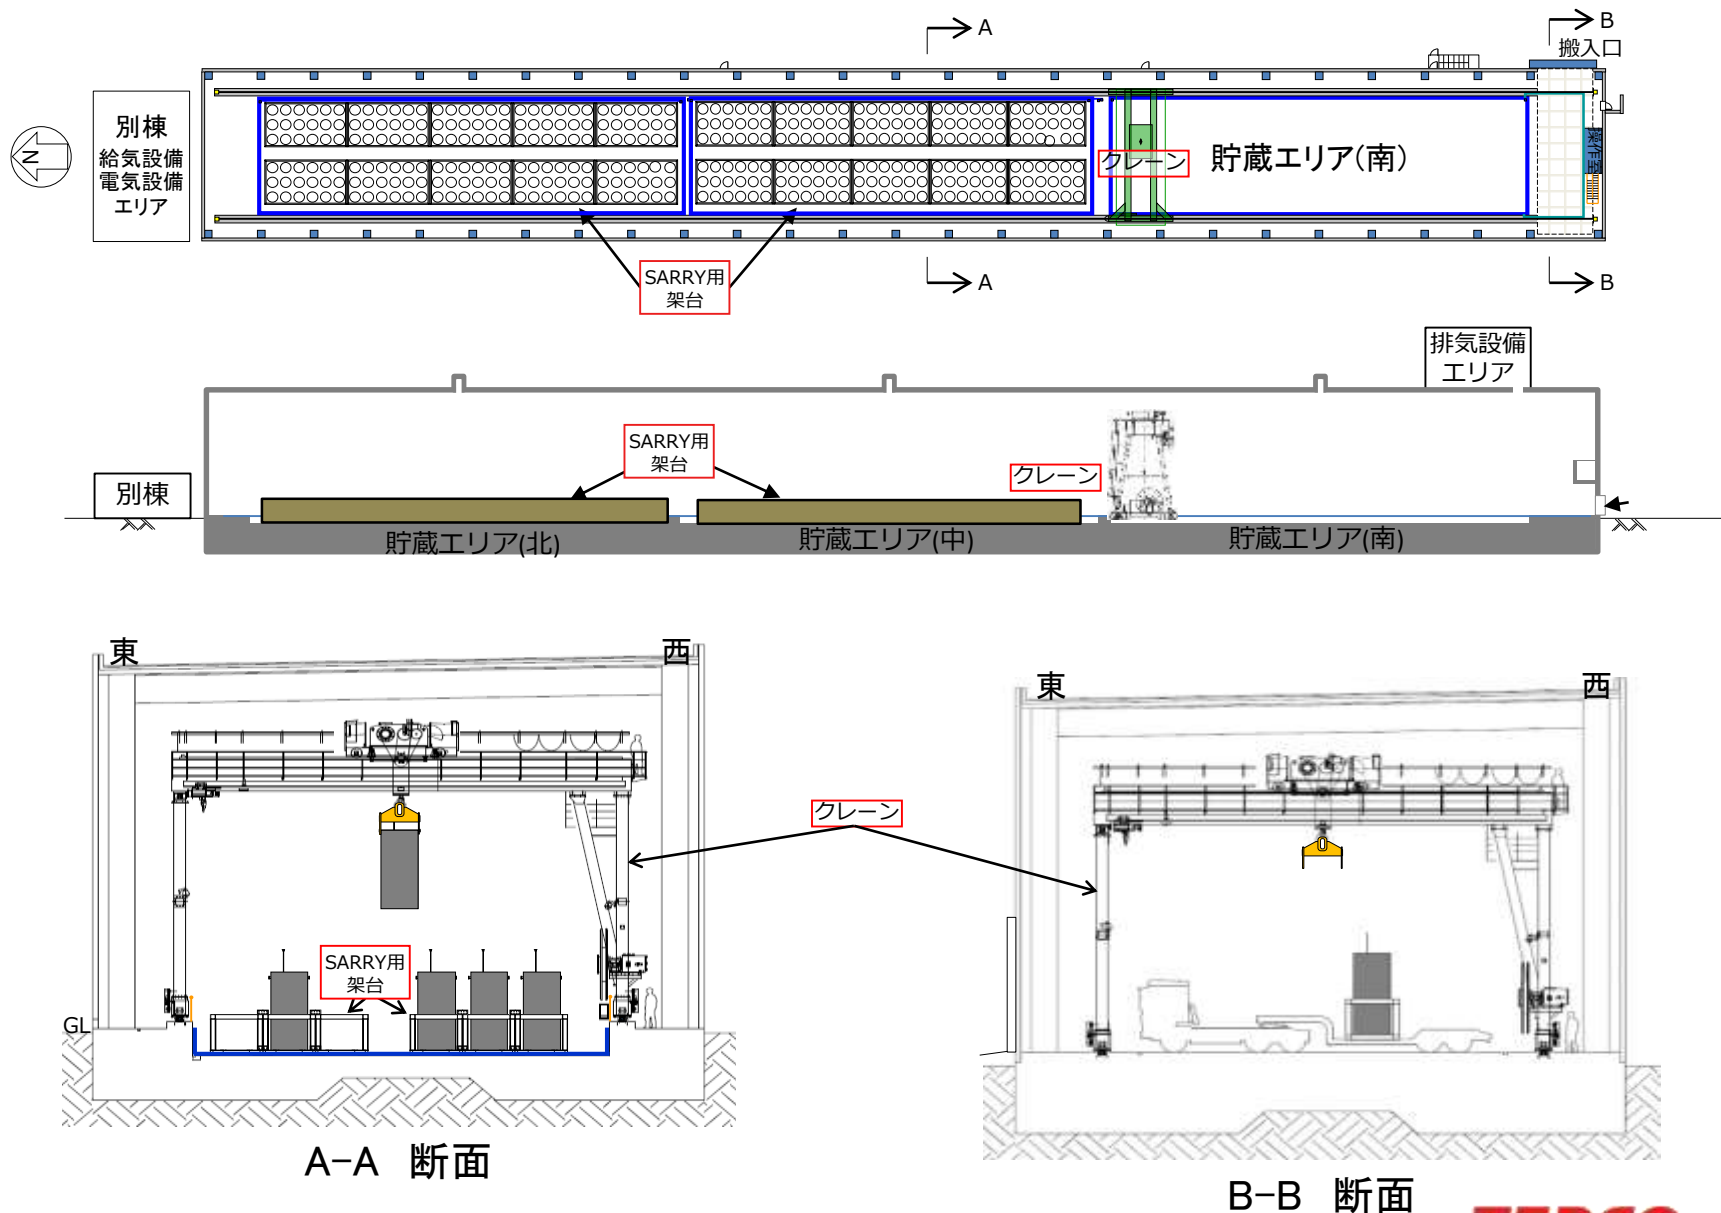 A
B
搬入口
N
別棟
給気設備
電気設備
エリア
クレーン
貯蔵エリア(南)
操作室
SARRY用
架台
A
B
排気設備
エリア
SARRY用
架台
クレーン
別棟
貯蔵エリア(北)
貯蔵エリア(中)
貯蔵エリア(南)
東
西
東
西
クレーン
SARRY用
架台
GL
A-A 断面
B-B 断面
TEPCO